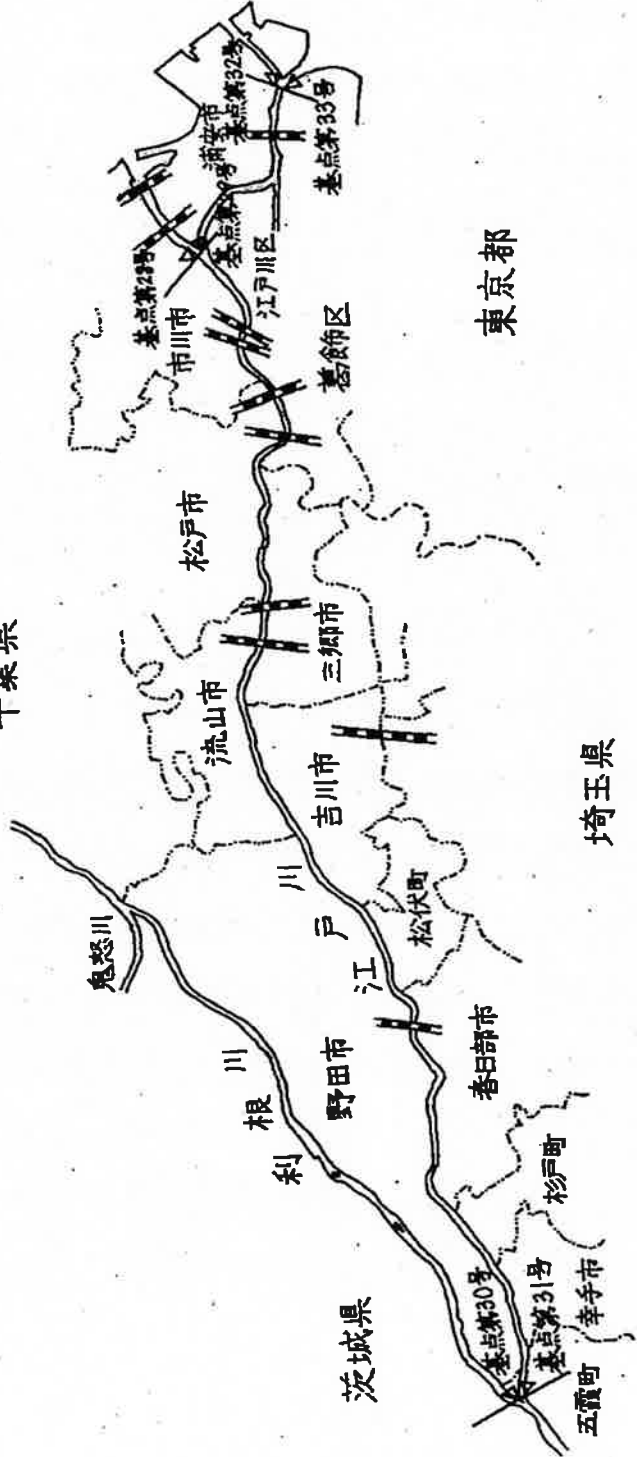 千葉県
鬼怒川
利根川
茨城県
野田市
流山市
松戸市
市川市
浦安市
基点第28号
基点第32号
基点第33号
江戸川区
葛飾区
東京都
三郷市
吉川市
江戸川
松伏町
埼玉県
春日部市
杉戸町
幸手市
基点第30号
基点第31号
五霞町